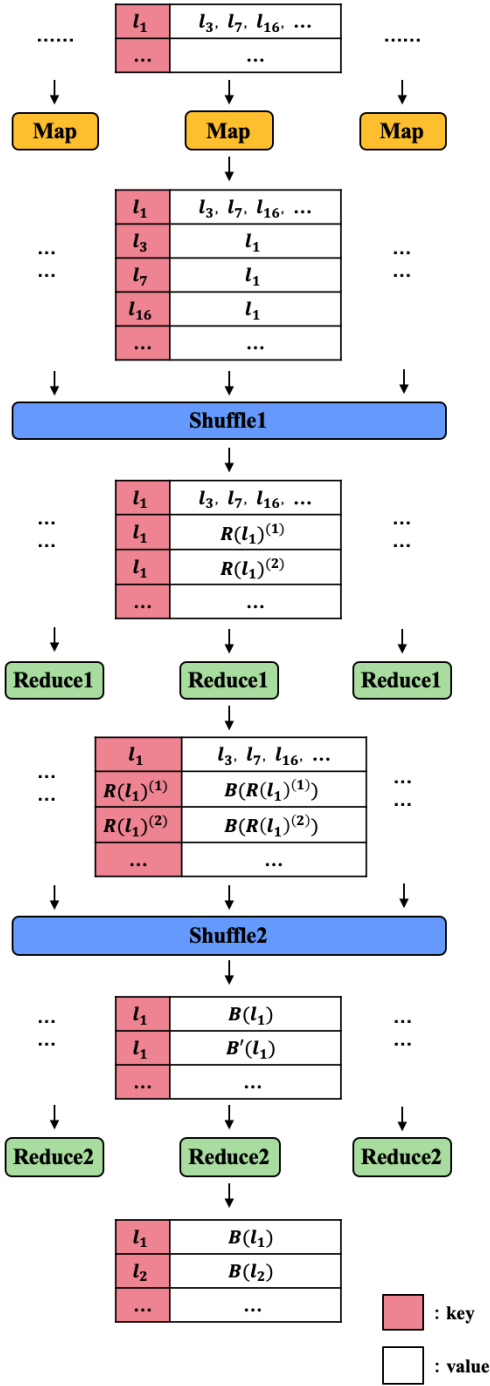 ...... l₁ l₃, l₇, l₁₆, ... ......
... ...
Map Map Map
l₁ l₃, l₇, l₁₆, ...
l₃ l₁
... ...
l₇ l₁
... ...
l₁₆ l₁
... ...
Shuffle1
l₁ l₃, l₇, l₁₆, ...
... l₁ R(l₁)⁽¹⁾ ...
... l₁ R(l₁)⁽²⁾ ...
... ...
Reduce1 Reduce1 Reduce1
l₁ l₃, l₇, l₁₆, ...
... R(l₁)⁽¹⁾ B(R(l₁)⁽¹⁾) ...
... R(l₁)⁽²⁾ B(R(l₁)⁽²⁾) ...
... ...
Shuffle2
... l₁ B(l₁) ...
... l₁ B′(l₁) ...
... ...
Reduce2 Reduce2 Reduce2
l₁ B(l₁)
l₂ B(l₂)
... ...
: key
: value